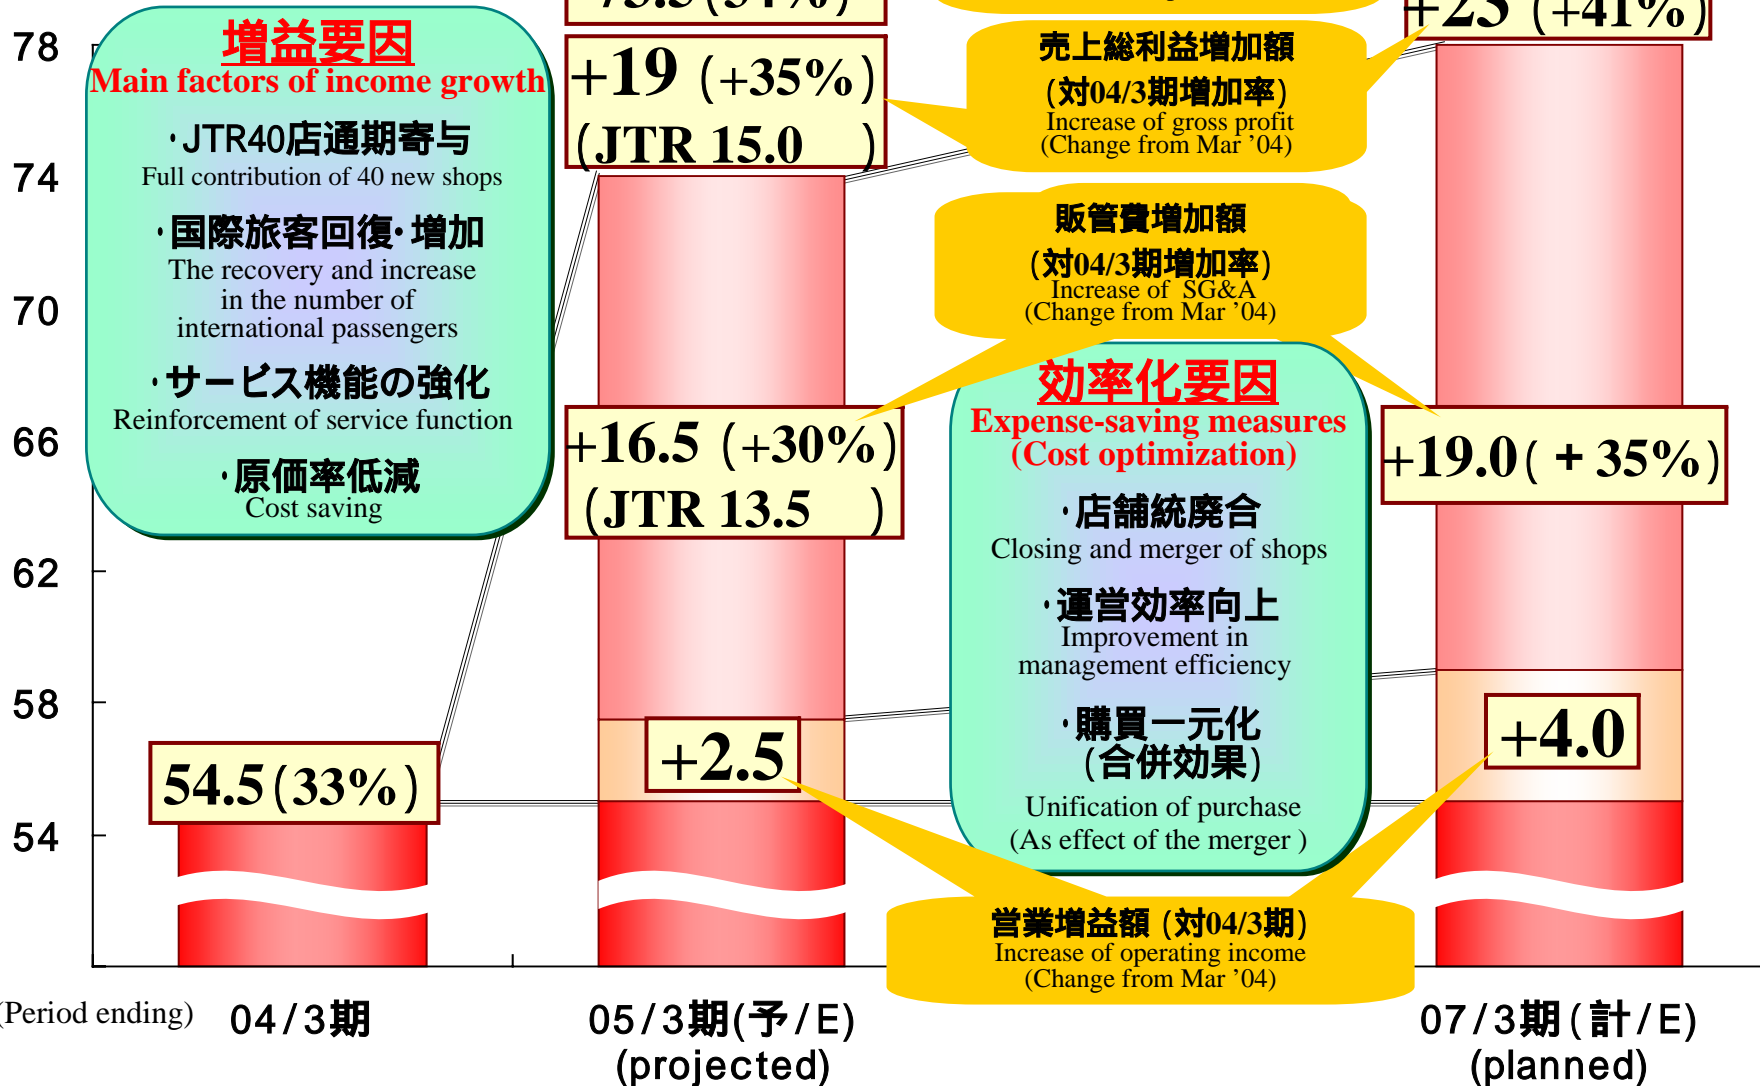 78
74
70
66
62
58
54
増益要因
Main factors of income growth
・JTR40店通期寄与
Full contribution of 40 new shops
・国際旅客回復・増加
The recovery and increase
in the number of
international passengers
・サービス機能の強化
Reinforcement of service function
・原価率低減
Cost saving
54.5(33%)
+19 (+35%)
(JTR 15.0 )
+16.5 (+30%)
(JTR 13.5 )
+2.5
売上総利益増加額
(対04/3期増加率)
Increase of gross profit
(Change from Mar ’04)
販管費増加額
(対04/3期増加率)
Increase of SG&A
(Change from Mar ’04)
効率化要因
Expense-saving measures
(Cost optimization)
・店舗統廃合
Closing and merger of shops
・運営効率向上
Improvement in
management efficiency
・購買一元化
(合併効果)
Unification of purchase
(As effect of the merger )
営業増益額 (対04/3期)
Increase of operating income
(Change from Mar ’04)
+23 (+41%)
+19.0( + 35%)
+4.0
(Period ending)
04/3期
05/3期(予/E)
(projected)
07/3期(計/E)
(planned)